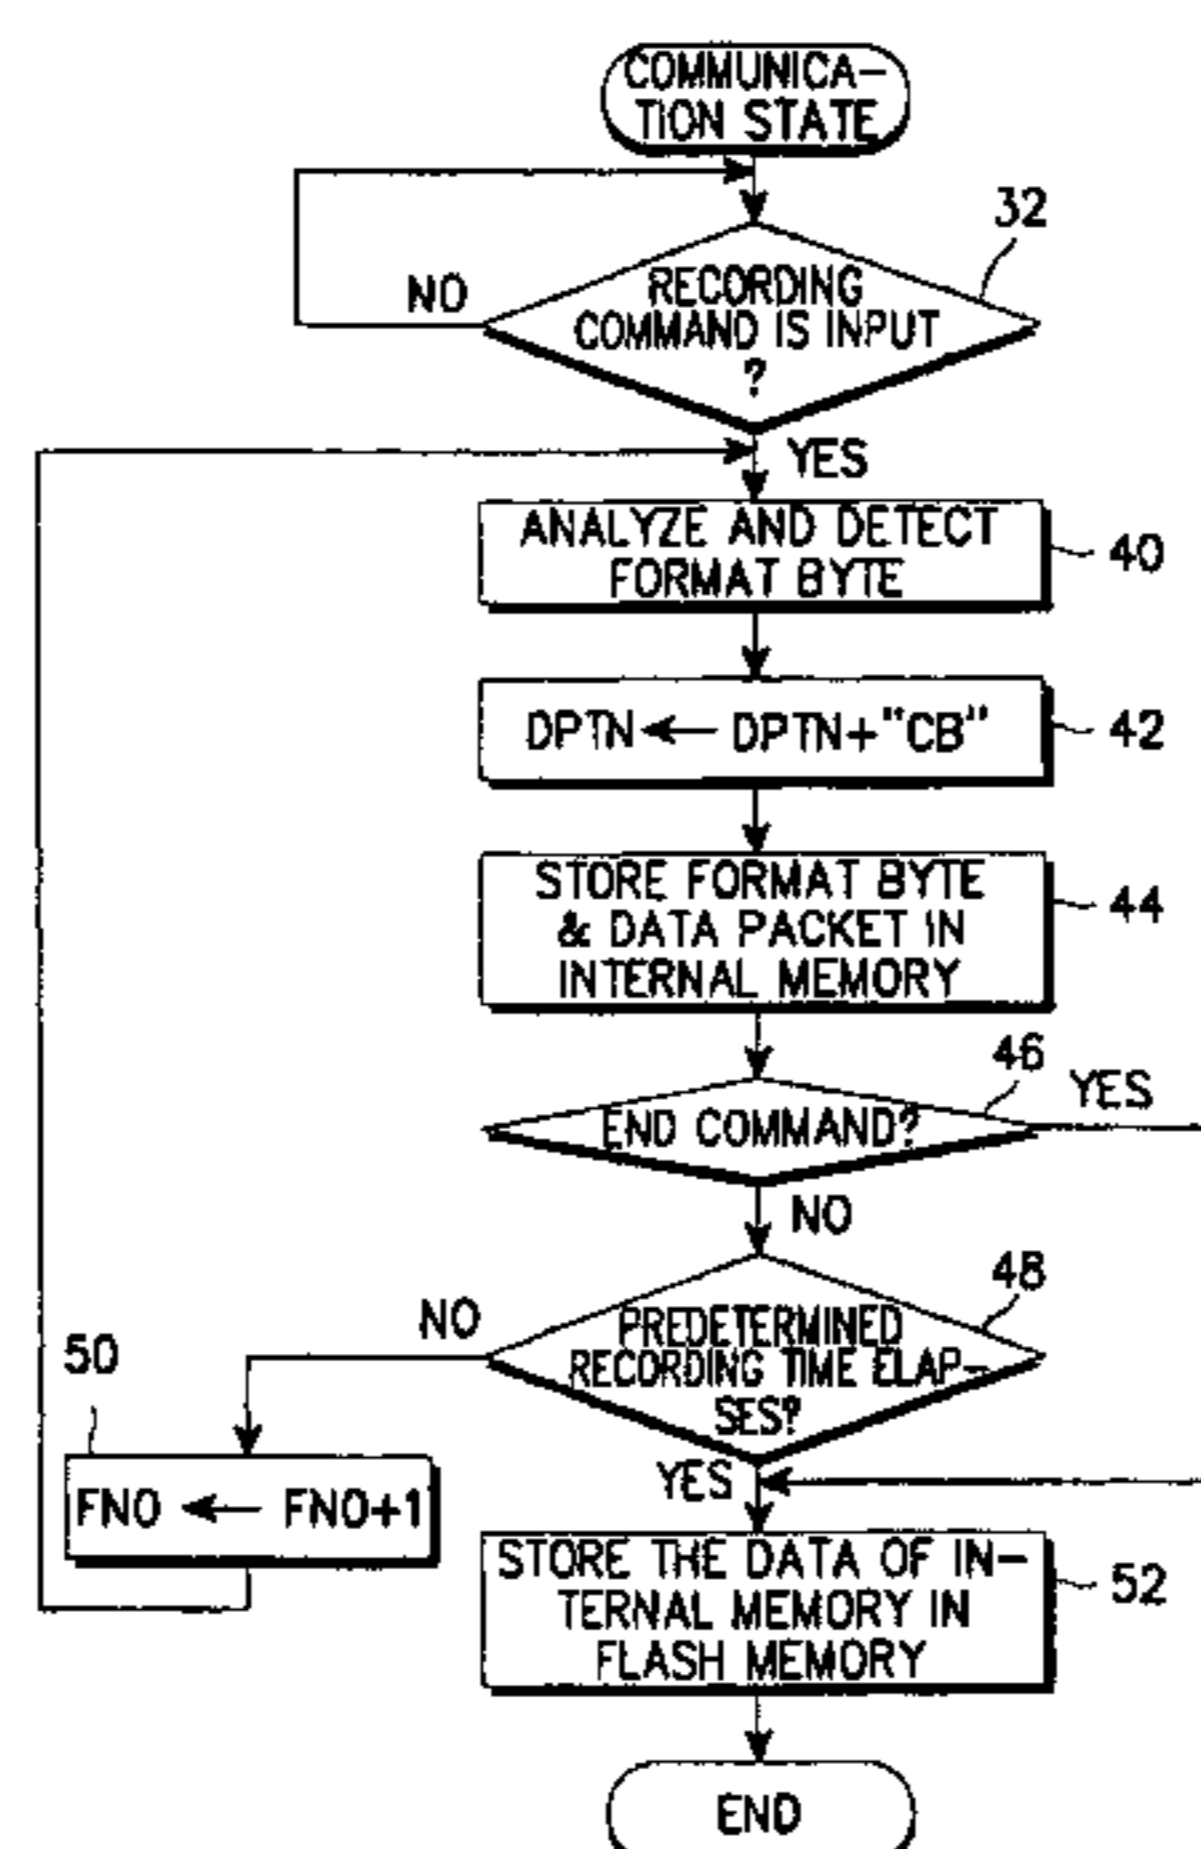 COMMUNICA-
TION STATE
32
NO
RECORDING
COMMAND IS INPUT
?
YES
ANALYZE AND DETECT
FORMAT BYTE
40
DPTN ← DPTN+"CB"
42
STORE FORMAT BYTE
& DATA PACKET IN
INTERNAL MEMORY
44
46
YES
END COMMAND?
NO
48
NO
PREDETERMINED
RECORDING TIME ELAP-
SES?
50
YES
FNO ← FNO+1
STORE THE DATA OF IN-
TERNAL MEMORY IN
FLASH MEMORY
52
END